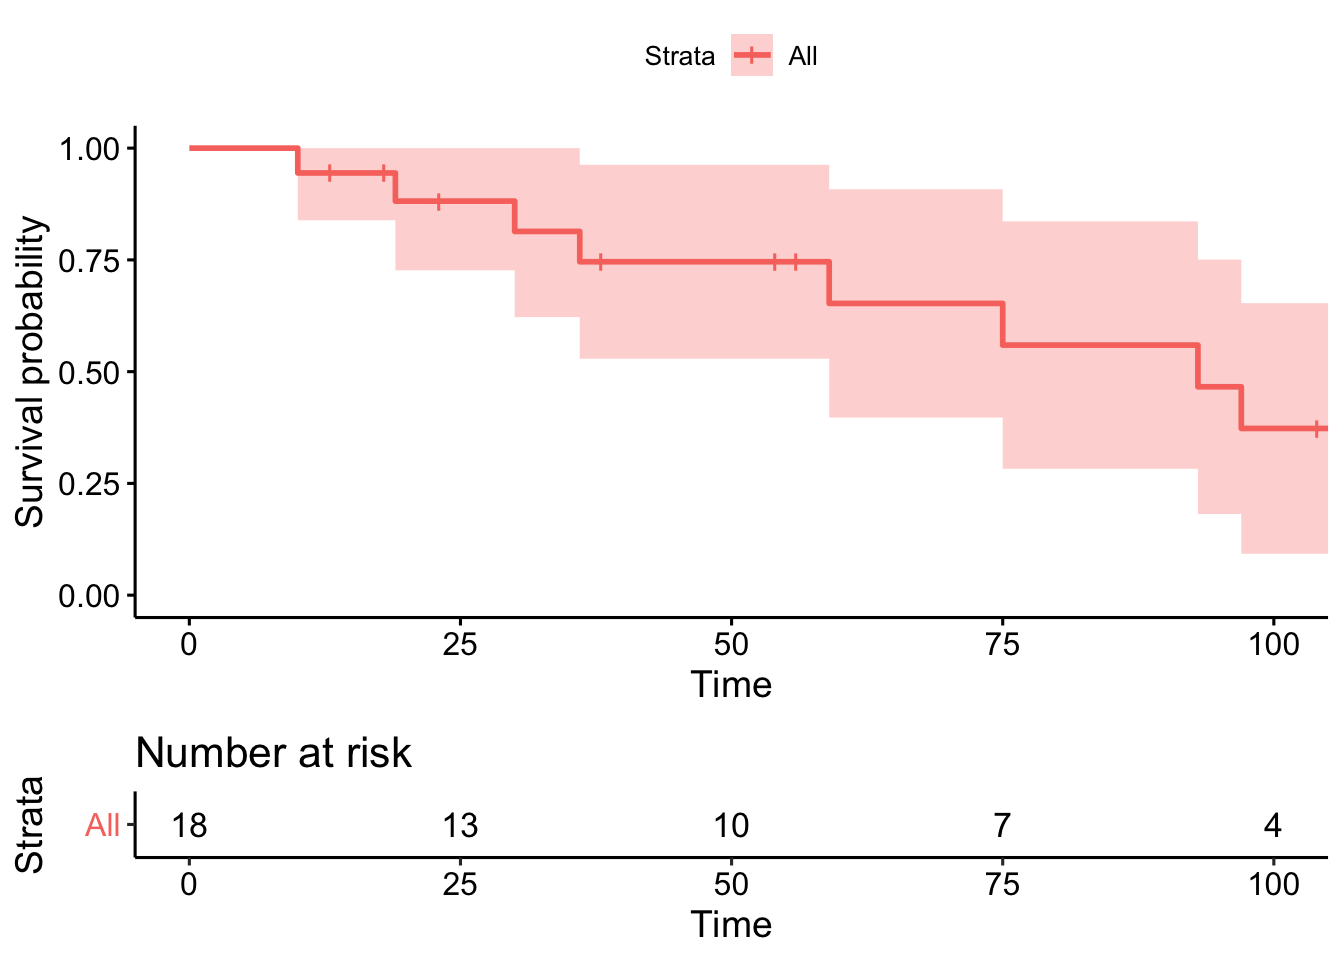 Strata All
Survival probability
1.00
0.75
0.50
0.25
0.00
0 25 50 75 100
Time
Number at risk
Strata
All 18 13 10 7 4
0 25 50 75 100
Time